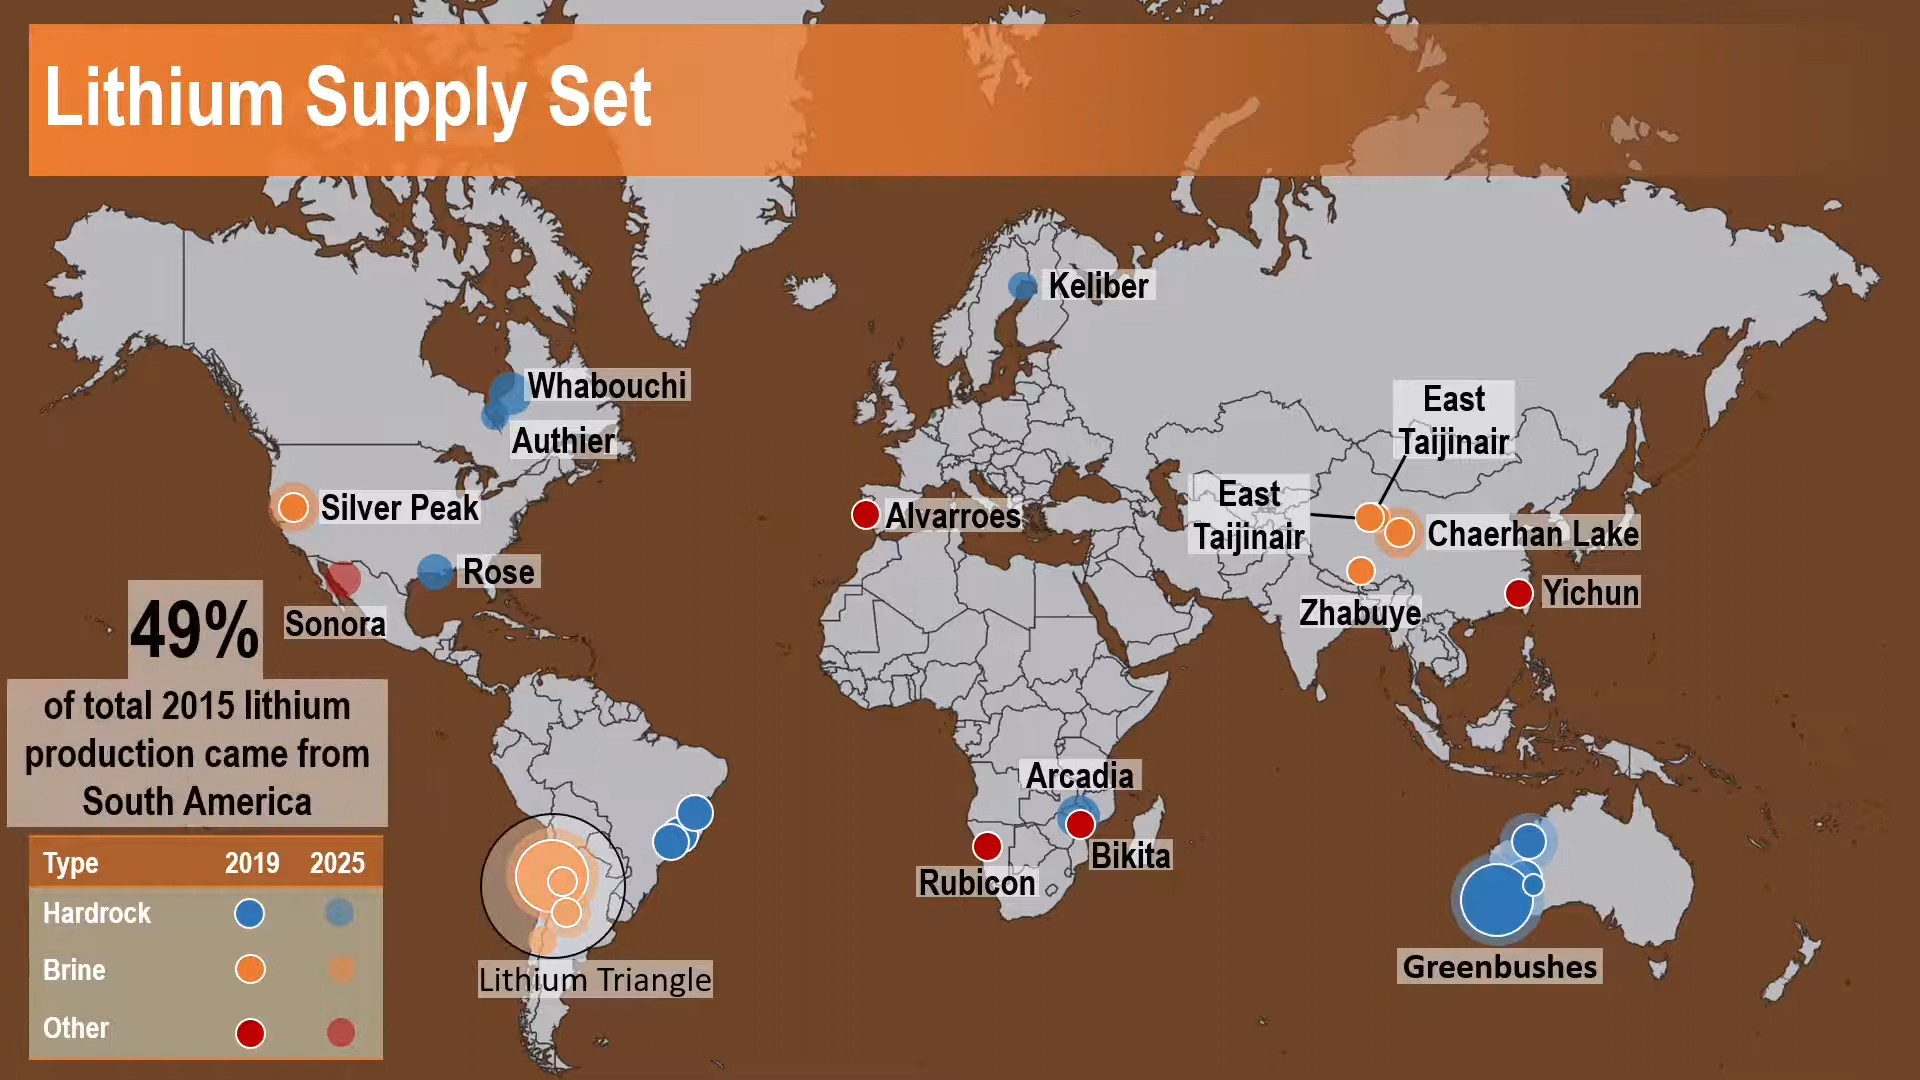 Lithium Supply Set
Keliber
Whabouchi
Authier
East
Taijinair
East
Taijinair
Silver Peak
Alvarroes
Chaerhan Lake
Rose
Sonora
Zhabuye
Yichun
49%
of total 2015 lithium
production came from
South America
Arcadia
Bikita
Rubicon
Type 2019 2025
Hardrock
Brine
Other
Lithium Triangle
Greenbushes